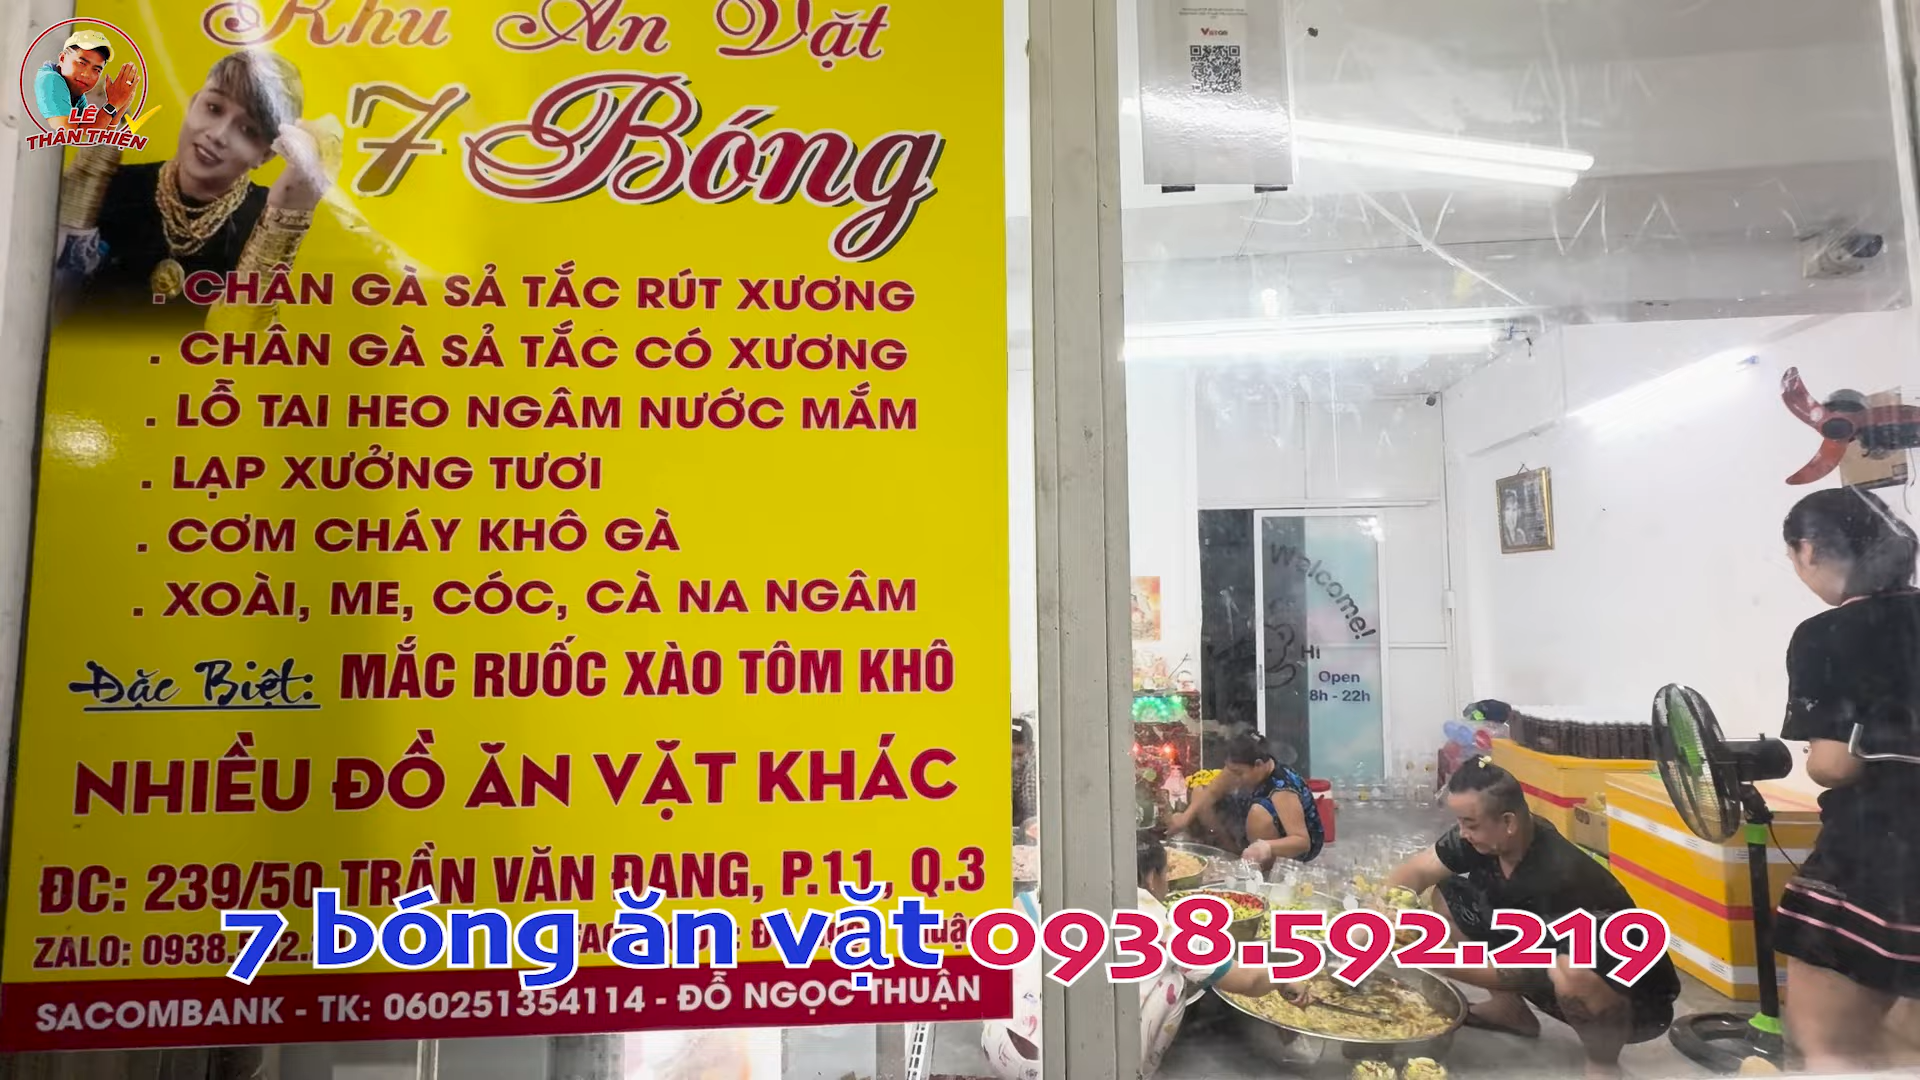 LÊ
THÂN THIỆN
Khu Ăn Vặt
7 Bóng
. CHÂN GÀ SẢ TẮC RÚT XƯƠNG
. CHÂN GÀ SẢ TẮC CÓ XƯƠNG
. LỖ TAI HEO NGÂM NƯỚC MẮM
. LẠP XƯỞNG TƯƠI
. CƠM CHÁY KHÔ GÀ
. XOÀI, ME, CÓC, CÀ NA NGÂM
Đặc Biệt: MẮC RUỐC XÀO TÔM KHÔ
NHIỀU ĐỒ ĂN VẶT KHÁC
ĐC: 239/50 TRẦN VĂN ĐANG, P.11, Q.3
ZALO: 0938.
7 bóng ăn vặt 0938.592.219
SACOMBANK - TK: 060251354114 - ĐỖ NGỌC THUẬN
Welcome!
Hi
Open
8h - 22h